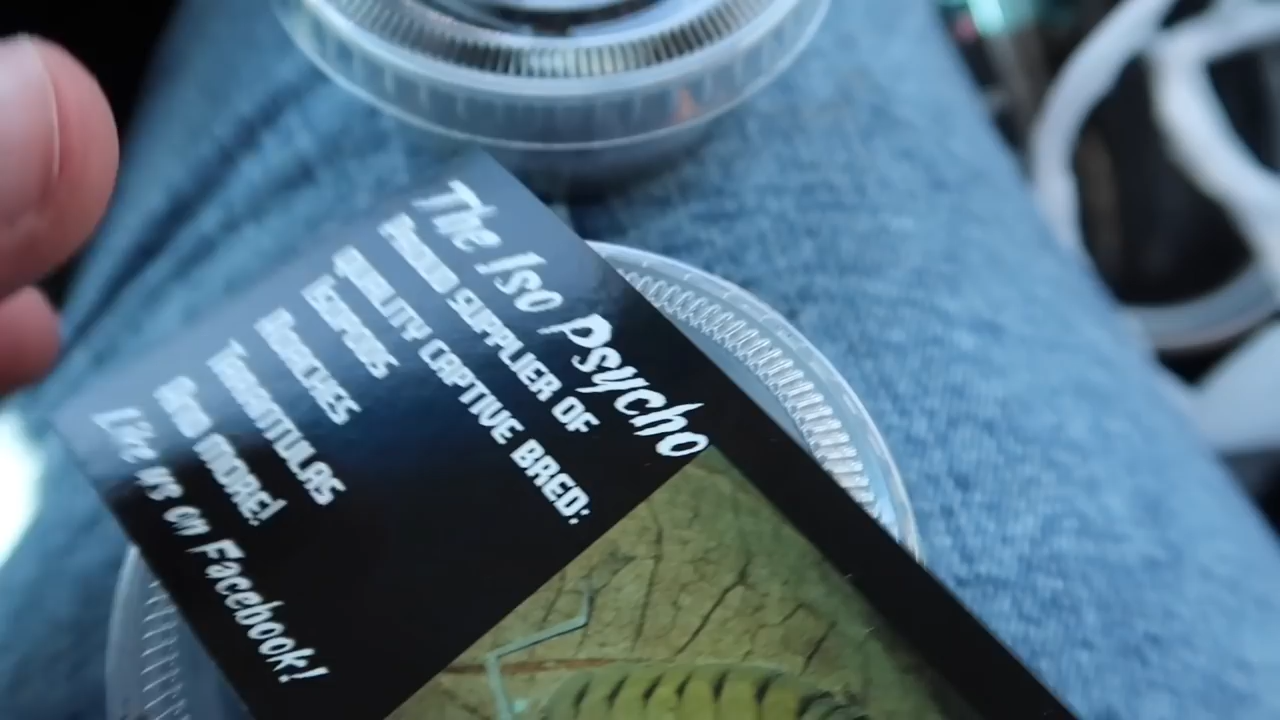 The Iso Psycho
SUPPLIER OF
QUALITY CAPTIVE BRED:
ISOPODS
ROACHES
TARANTULAS
AND MORE!
Like us on Facebook!